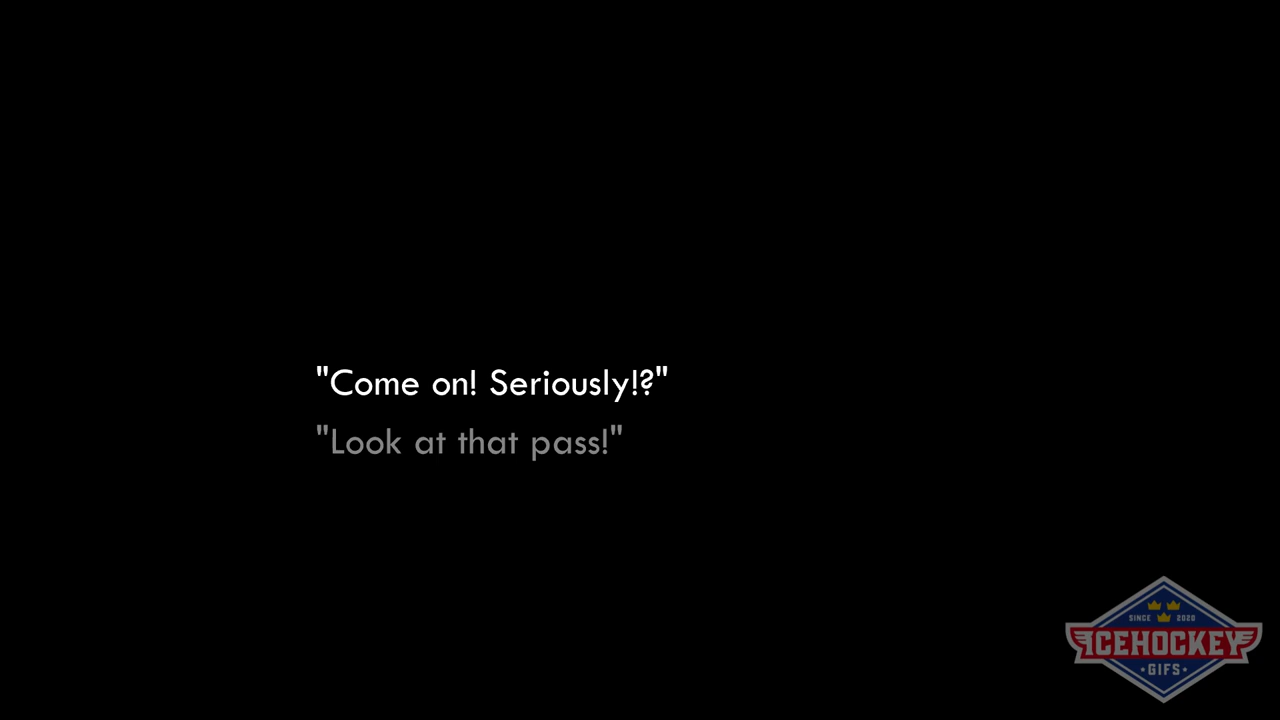 "Come on! Seriously!?"
"Look at that pass!"
SINCE 2020
ICEHOCKEY
·GIFS·